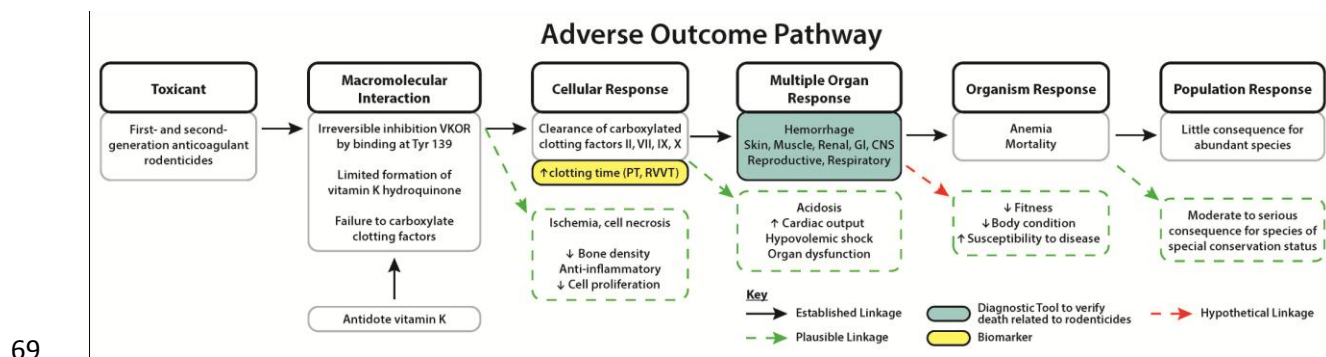 Adverse Outcome Pathway
Toxicant
First- and second-
generation anticoagulant
rodenticides
Macromolecular
Interaction
Irreversible inhibition VKOR
by binding at Tyr 139
Limited formation of
vitamin K hydroquinone
Failure to carboxylate
clotting factors
Antidote vitamin K
Cellular Response
Clearance of carboxylated
clotting factors II, VII, IX, X
↑clotting time (PT, RVVT)
Ischemia, cell necrosis
↓ Bone density
Anti-inflammatory
↓ Cell proliferation
Multiple Organ
Response
Hemorrhage
Skin, Muscle, Renal, GI, CNS
Reproductive, Respiratory
Acidosis
↑ Cardiac output
Hypovolemic shock
Organ dysfunction
Organism Response
Anemia
Mortality
↓ Fitness
↓Body condition
↑ Susceptibility to disease
Population Response
Little consequence for
abundant species
Moderate to serious
consequence for species of
special conservation status
Key
Established Linkage
Plausible Linkage
Diagnostic Tool to verify
death related to rodenticides
Biomarker
Hypothetical Linkage
69